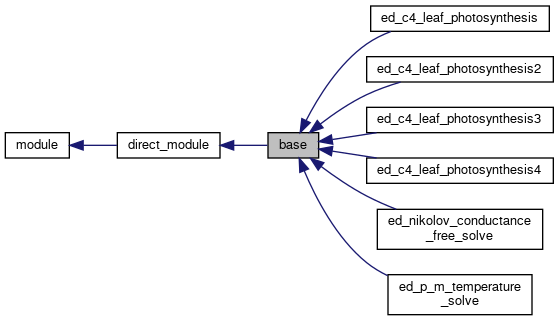 module
direct_module
base
ed_c4_leaf_photosynthesis
ed_c4_leaf_photosynthesis2
ed_c4_leaf_photosynthesis3
ed_c4_leaf_photosynthesis4
ed_nikolov_conductance
_free_solve
ed_p_m_temperature
_solve